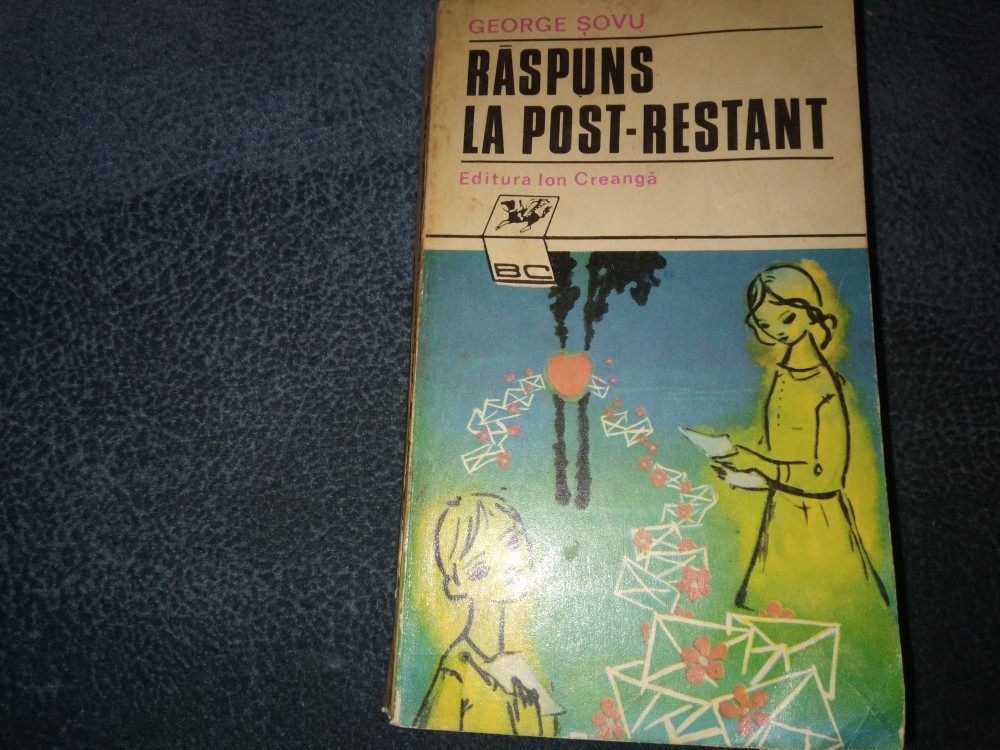 GEORGE ȘOVU
RĂSPUNS
LA POST-RESTANT
Editura Ion Creangă
BC